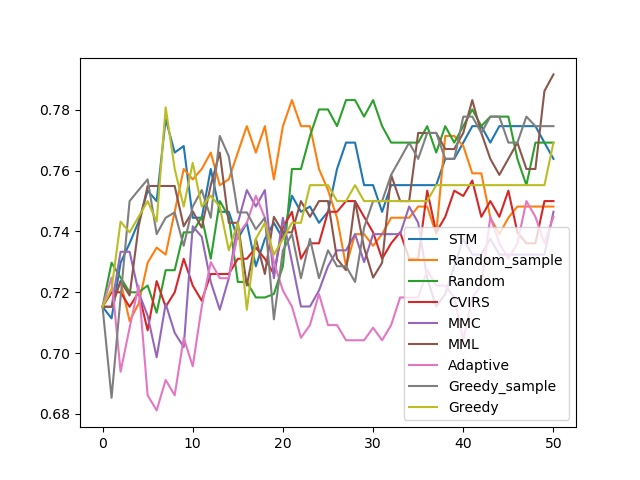 0.78
0.76
0.74
0.72
0.70
0.68
0 10 20 30 40 50
STM
Random_sample
Random
CVIRS
MMC
MML
Adaptive
Greedy_sample
Greedy